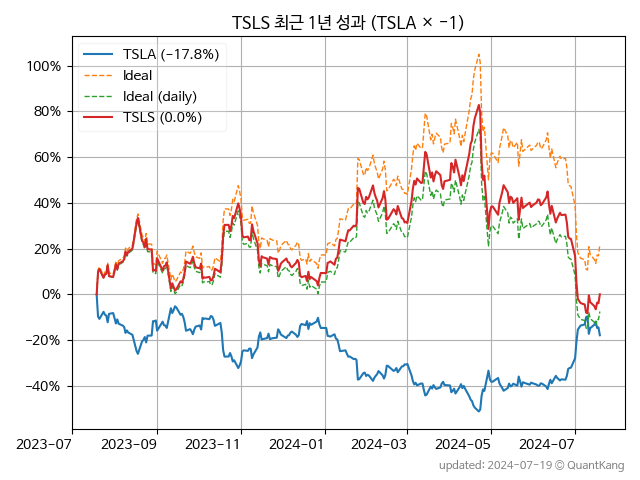 TSLS 최근 1년 성과 (TSLA × −1)
TSLA (−17.8%)
Ideal
Ideal (daily)
TSLS (0.0%)
100%
80%
60%
40%
20%
0%
−20%
−40%
2023-07 2023-09 2023-11 2024-01 2024-03 2024-05 2024-07
updated: 2024-07-19 © QuantKang